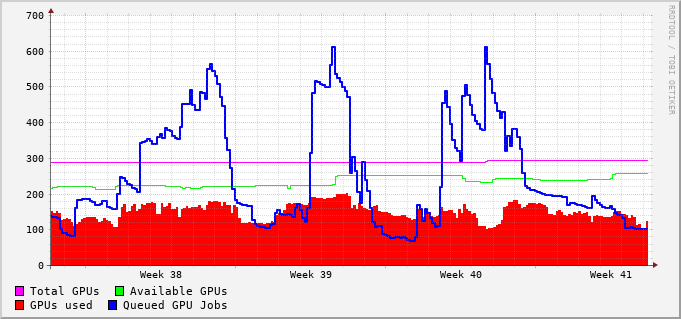 700
600
500
400
300
200
100
0
Week 38 Week 39 Week 40 Week 41
Total GPUs Available GPUs
GPUs used Queued GPU Jobs
RRDTOOL / TOBI OETIKER